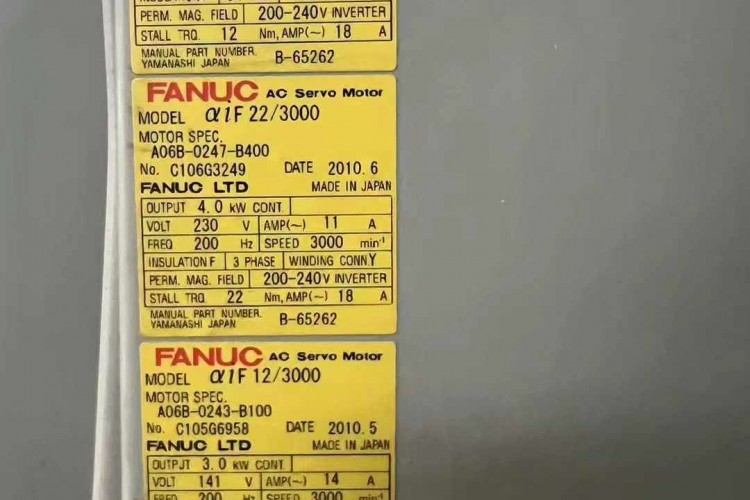 PERM. MAG. FIELD 200-240V INVERTER
STALL TRQ. 12 Nm, AMP(~) 18 A
MANUAL PART NUMBER
YAMANASHI JAPAN B-65262
FANUC AC Servo Motor
MODEL αiF 22/3000
MOTOR SPEC.
A06B-0247-B400
No. C106G3249 DATE 2010.6
FANUC LTD MADE IN JAPAN
OUTPUT 4.0 kW CONT.
VOLT 230 V AMP(~) 11 A
FREQ 200 Hz SPEED 3000 min⁻¹
INSULATION F 3 PHASE WINDING CONN Y
PERM. MAG. FIELD 200-240V INVERTER
STALL TRQ 22 Nm, AMP(~) 18 A
MANUAL PART NUMBER.
YAMANASHI JAPAN B-65262
FANUC AC Servo Motor
MODEL αiF 12/3000
MOTOR SPEC.
A06B-0243-B100
No. C105G6958 DATE 2010.5
FANUC LTD MADE IN JAPAN
OUTPUT 3.0 kW CONT
VOLT 141 V AMP(~) 14 A
FREQ 200 Hz SPEED 3000 min⁻¹